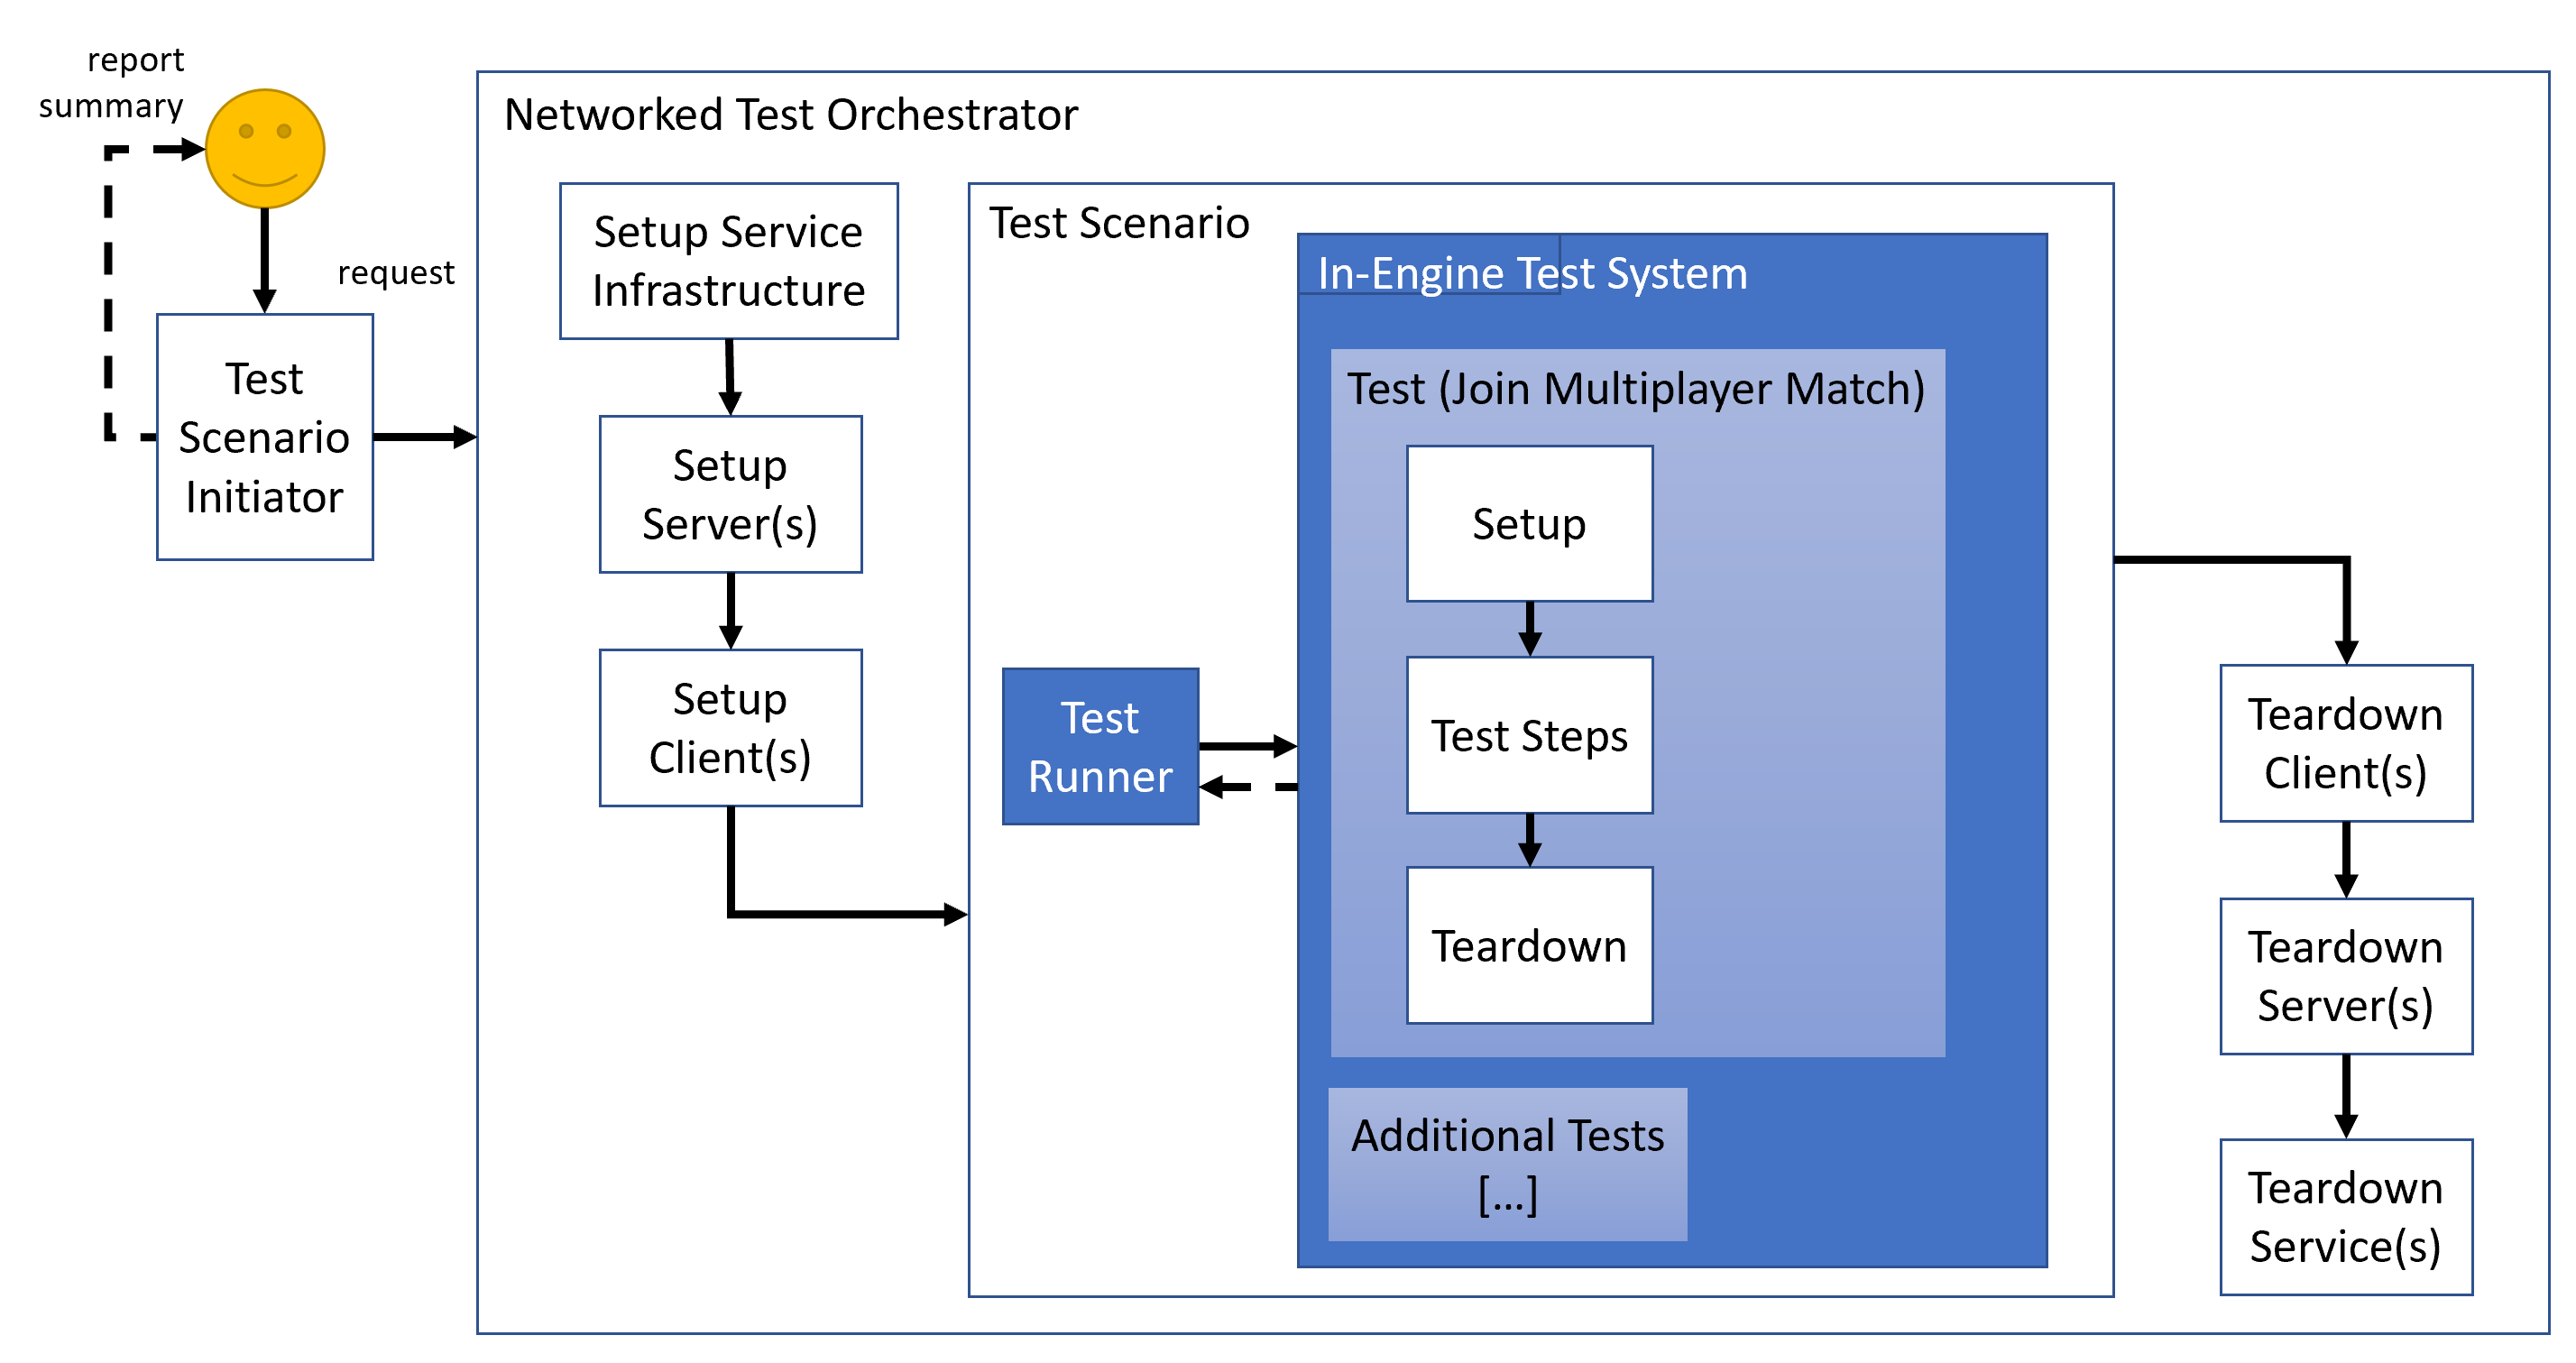 report
summary
request
Test
Scenario
Initiator
Networked Test Orchestrator
Setup Service
Infrastructure
Setup
Server(s)
Setup
Client(s)
Test Scenario
Test
Runner
In-Engine Test System
Test (Join Multiplayer Match)
Setup
Test Steps
Teardown
Additional Tests
[...]
Teardown
Client(s)
Teardown
Server(s)
Teardown
Service(s)